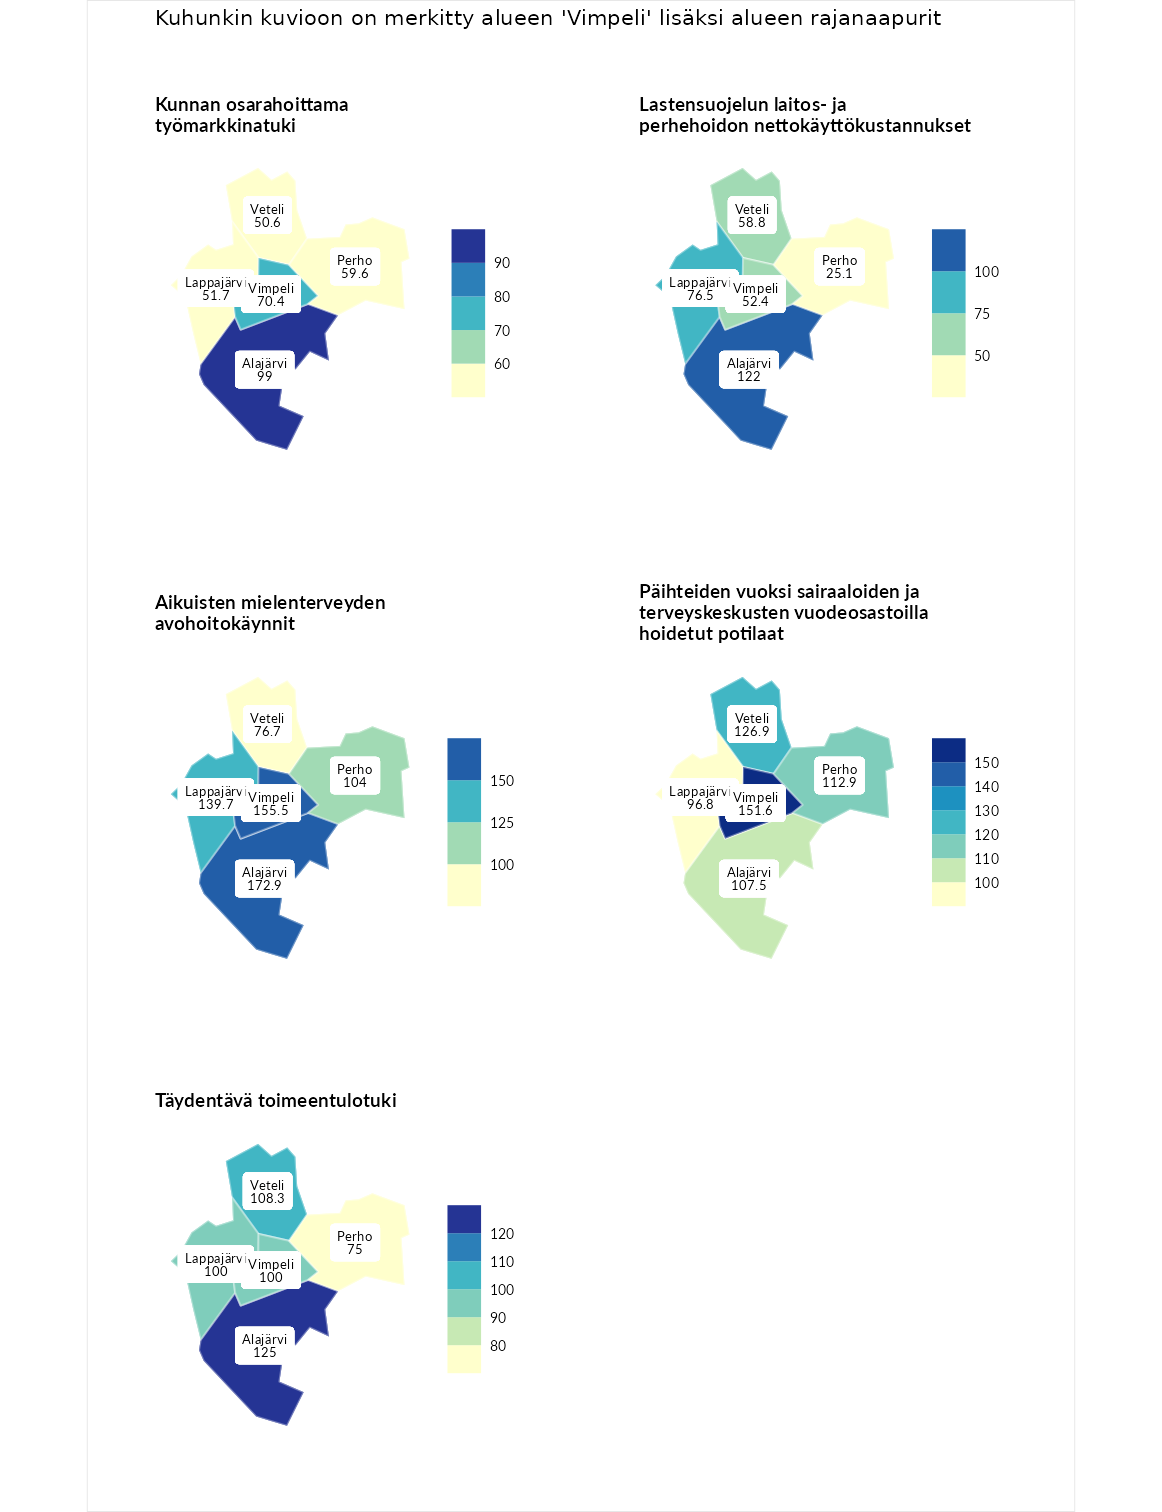 Kuhunkin kuvioon on merkitty alueen 'Vimpeli' lisäksi alueen rajanaapurit
Kunnan osarahoittama
työmarkkinatuki
Veteli
50.6
Perho
59.6
Lappajärvi
51.7
Vimpeli
70.4
Alajärvi
99
90
80
70
60
Lastensuojelun laitos- ja
perhehoidon nettokäyttökustannukset
Veteli
58.8
Perho
25.1
Lappajärvi
76.5
Vimpeli
52.4
Alajärvi
122
100
75
50
Aikuisten mielenterveyden
avohoitokäynnit
Veteli
76.7
Perho
104
Lappajärvi
139.7
Vimpeli
155.5
Alajärvi
172.9
150
125
100
Päihteiden vuoksi sairaaloiden ja
terveyskeskusten vuodeosastoilla
hoidetut potilaat
Veteli
126.9
Perho
112.9
Lappajärvi
96.8
Vimpeli
151.6
Alajärvi
107.5
150
140
130
120
110
100
Täydentävä toimeentulotuki
Veteli
108.3
Perho
75
Lappajärvi
100
Vimpeli
100
Alajärvi
125
120
110
100
90
80